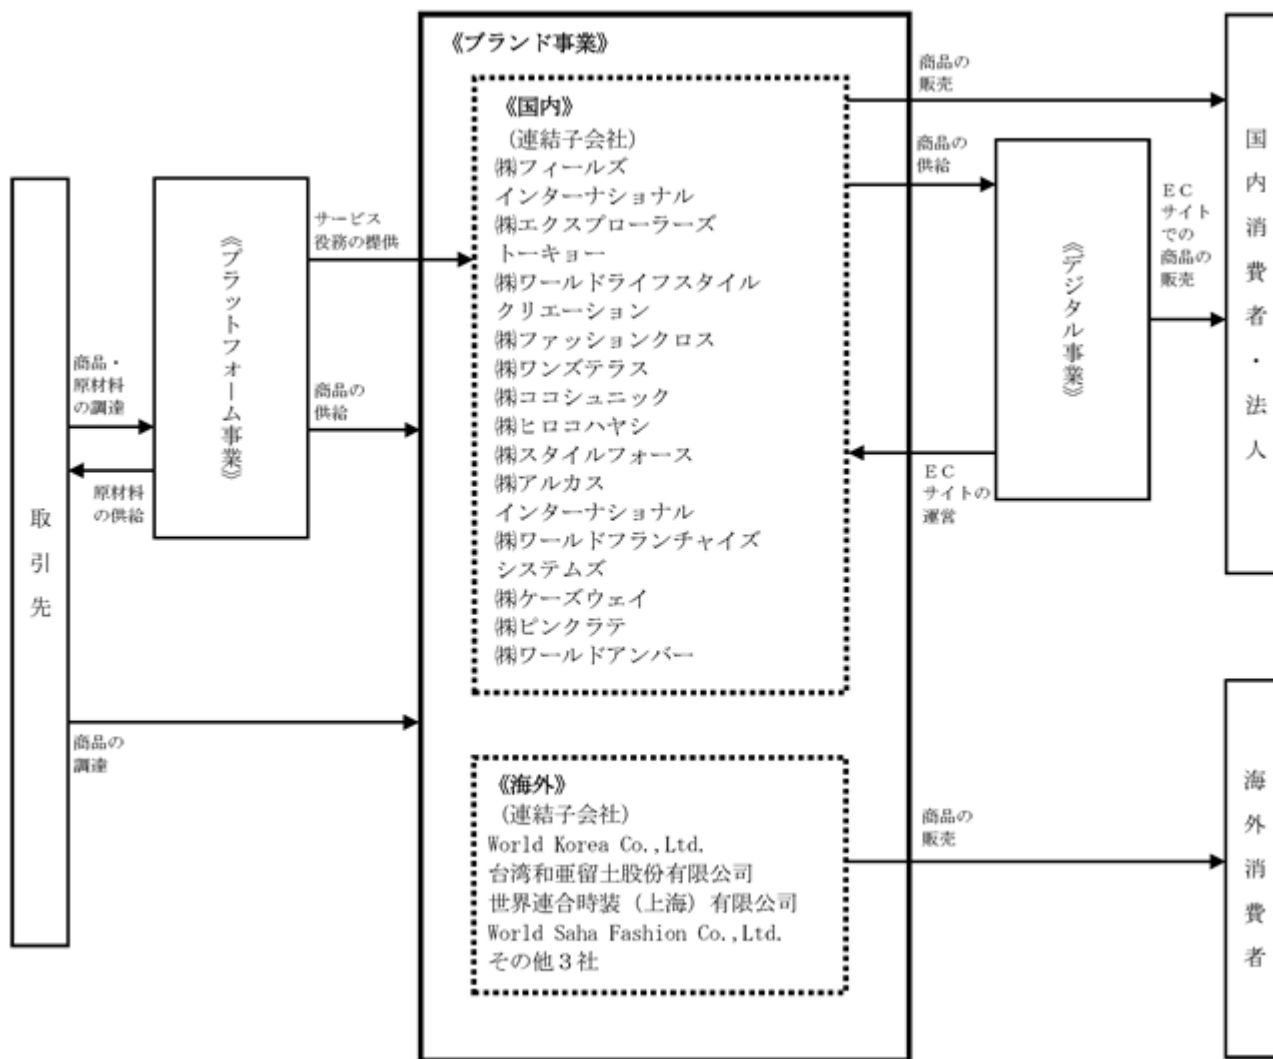 《ブランド事業》
《国内》
(連結子会社)
㈱フィールズ
インターナショナル
㈱エクスプローラーズ
トーキョー
㈱ワールドライフスタイル
クリエーション
㈱ファッションクロス
㈱ワンズテラス
㈱ココシュニック
㈱ヒロコハヤシ
㈱スタイルフォース
㈱アルカス
インターナショナル
㈱ワールドフランチャイズ
システムズ
㈱ケーズウェイ
㈱ピンクラテ
㈱ワールドアンバー
《海外》
(連結子会社)
World Korea Co.,Ltd.
台湾和亜留土股份有限公司
世界連合時装（上海）有限公司
World Saha Fashion Co.,Ltd.
その他３社
取引先
商品・
原材料
の調達
原材料
の供給
商品の
調達
《プラットフォーム事業》
サービス
役務の提供
商品の
供給
商品の
販売
商品の
供給
《デジタル事業》
ＥＣ
サイトの
運営
ＥＣ
サイト
での
商品の
販売
国内消費者・法人
商品の
販売
海外消費者